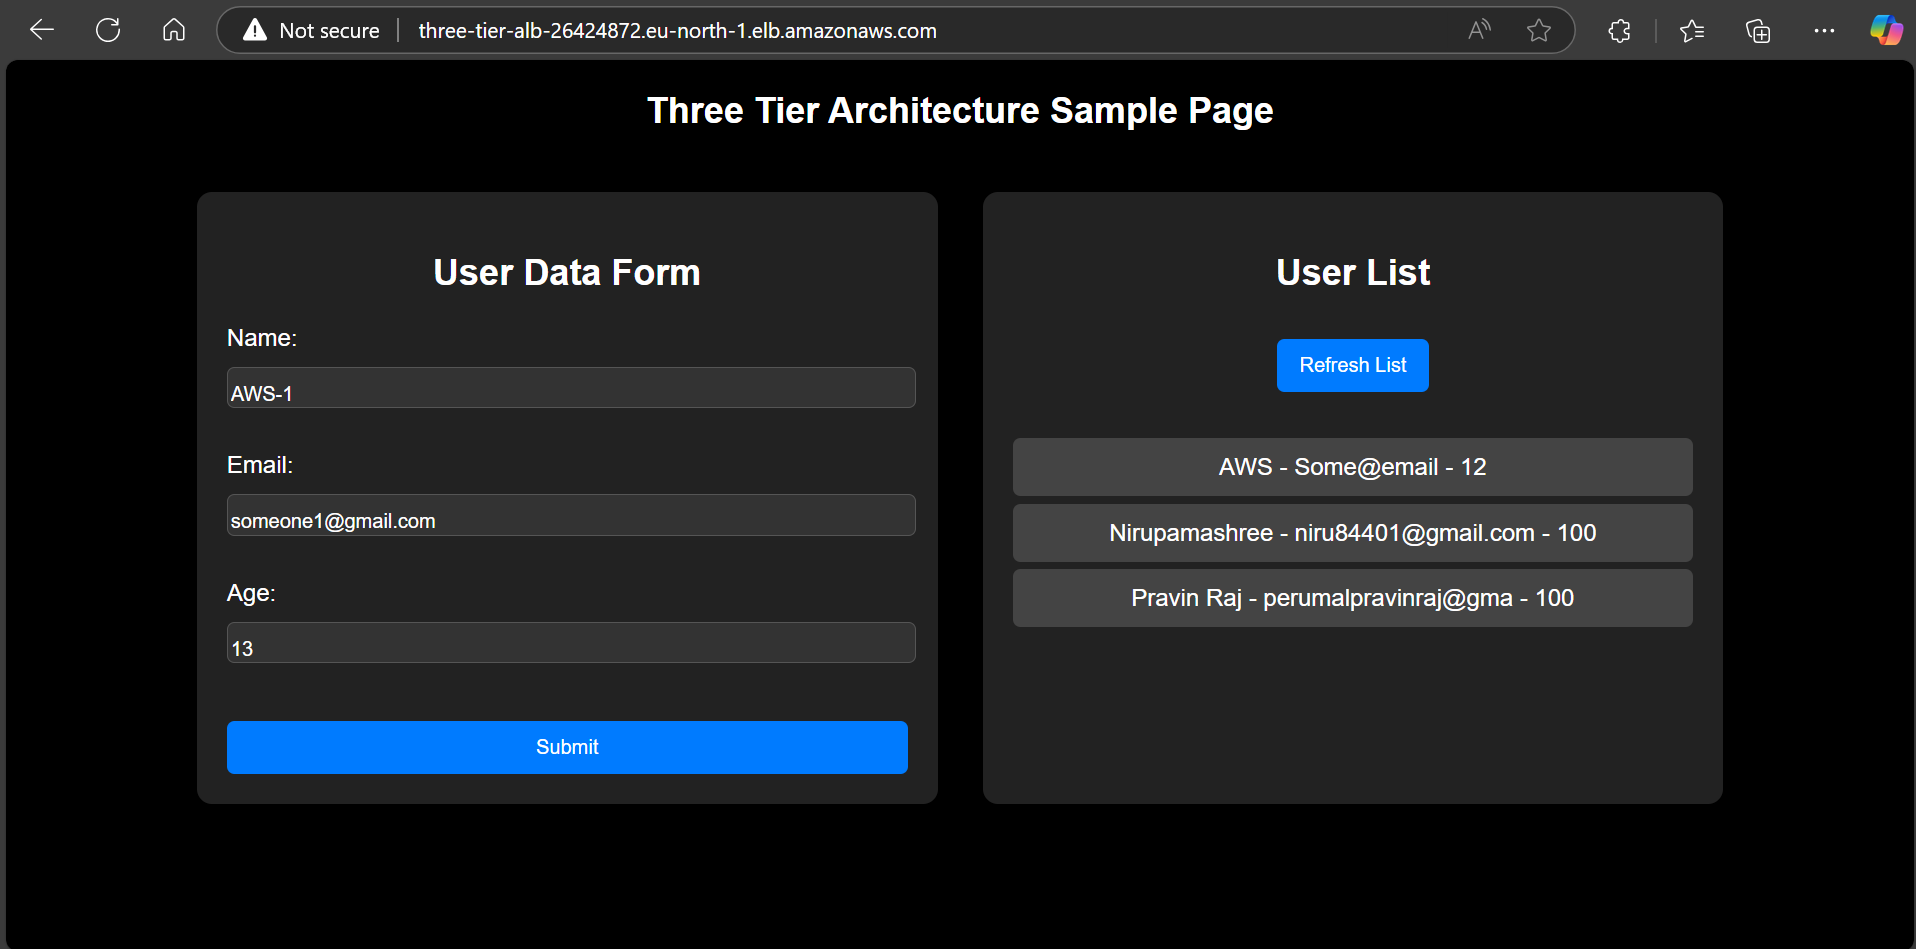 Not secure three-tier-alb-26424872.eu-north-1.elb.amazonaws.com
Three Tier Architecture Sample Page
User Data Form
Name:
AWS-1
Email:
someone1@gmail.com
Age:
13
Submit
User List
Refresh List
AWS - Some@email - 12
Nirupamashree - niru84401@gmail.com - 100
Pravin Raj - perumalpravinraj@gma - 100